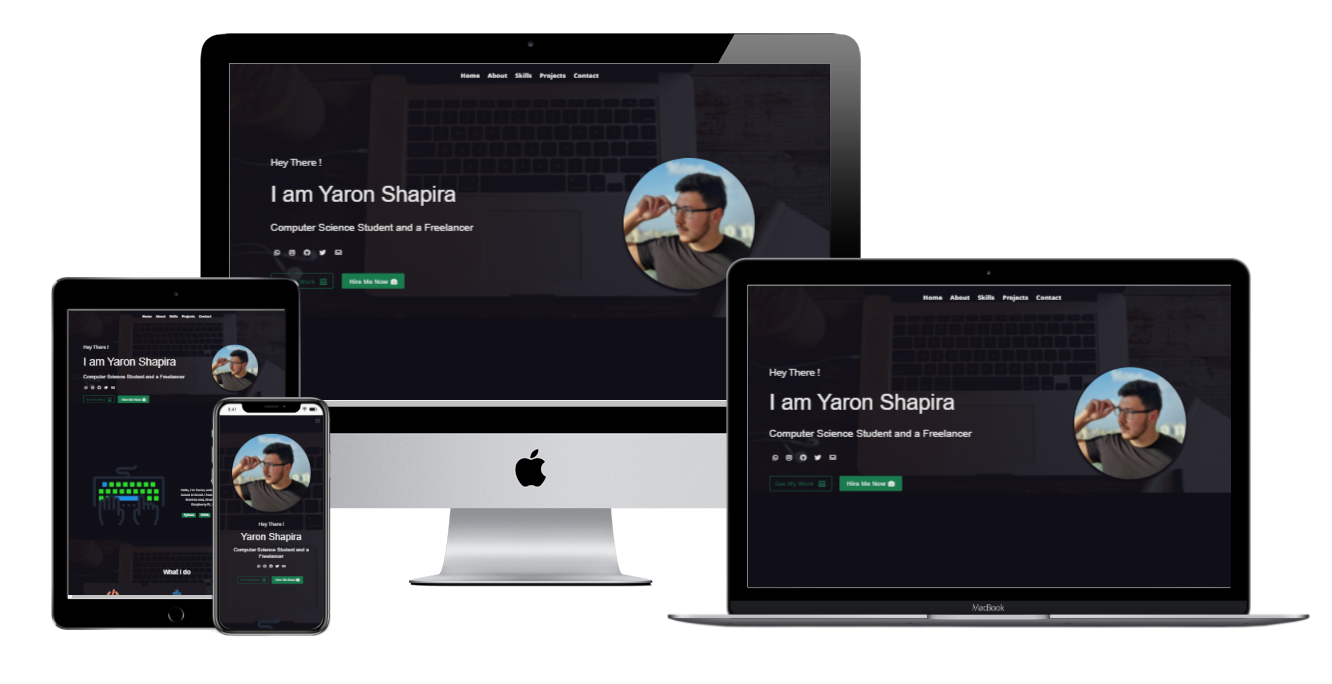 Home About Skills Projects Contact
Hey There !
I am Yaron Shapira
Computer Science Student and a Freelancer
Work
Hire Me Now
Home About Skills Projects Contact
Hey There !
I am Yaron Shapira
Computer Science Student and a Freelancer
See My Work
Hire Me Now
MacBook
Home About Skills Projects Contact
Hey There !
I am Yaron Shapira
Computer Science Student and a Freelancer
See My Work
Hire Me Now
Python
HTML
What I do
Hey There !
Yaron Shapira
Computer Science Student and a
Freelancer
See My Work
Hire Me Now